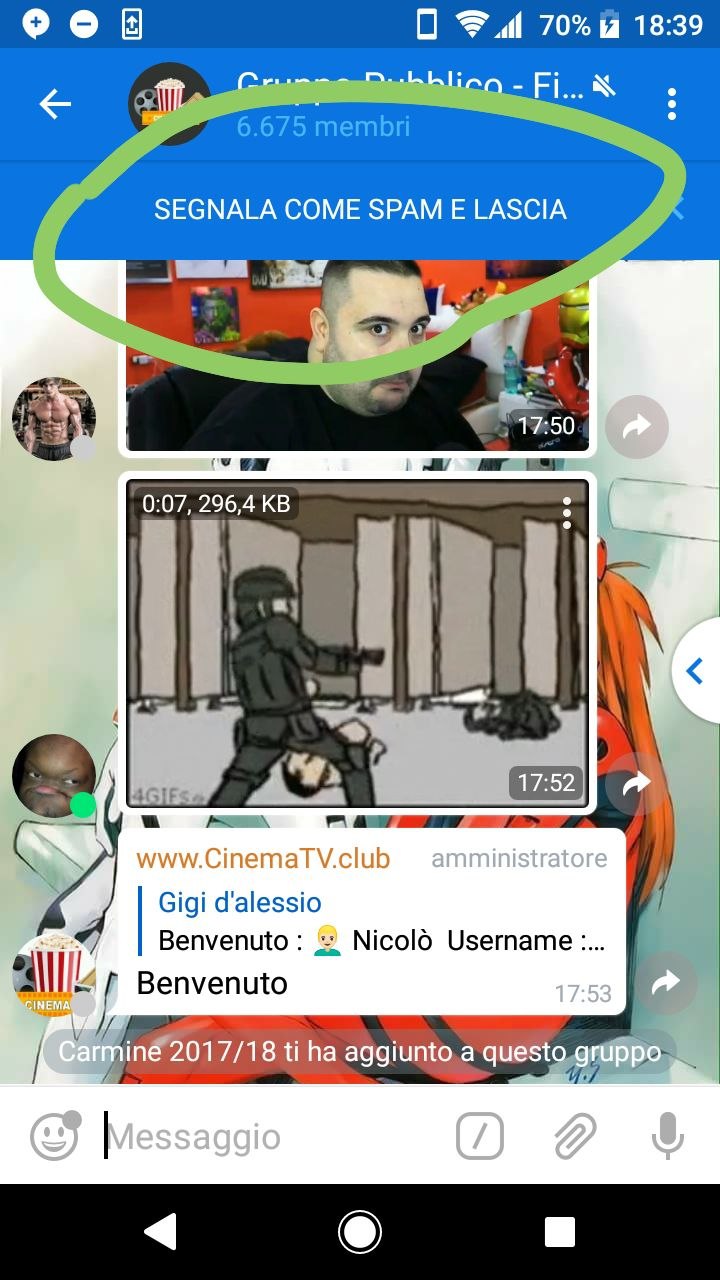 70% 18:39
Gruppo Pubblico - Fi...
6.675 membri
SEGNALA COME SPAM E LASCIA
17:50
0:07, 296,4 KB
4GIFs
17:52
www.CinemaTV.club amministratore
Gigi d'alessio
Benvenuto : 👱🏻‍♂️ Nicolò Username :...
Benvenuto
17:53
CINEMA
Carmine 2017/18 ti ha aggiunto a questo gruppo
Messaggio